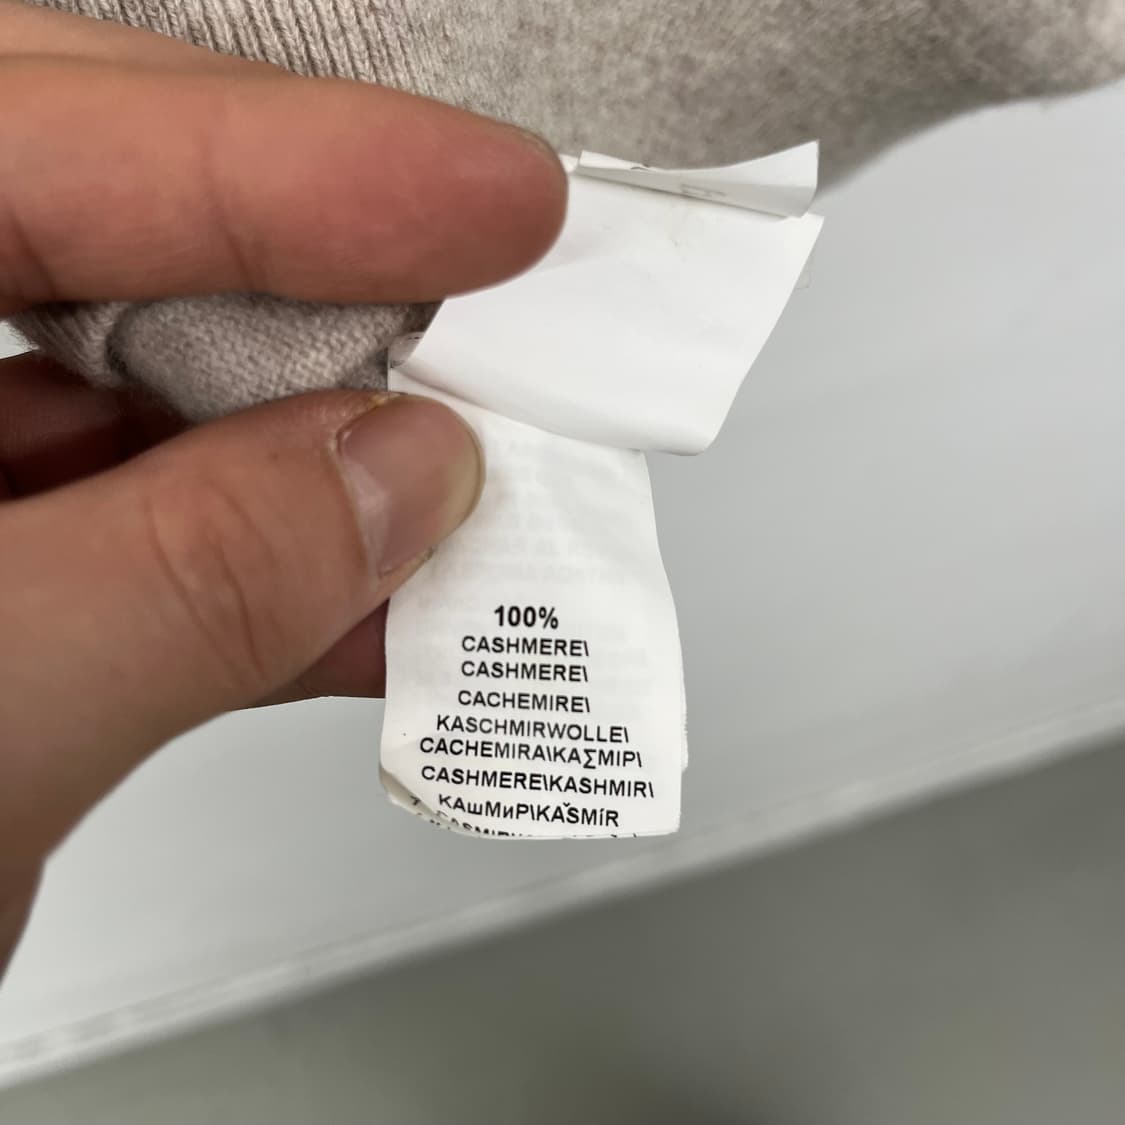 100%
CASHMERE\
CASHMERE\
CACHEMIRE\
KASCHMIRWOLLE\
CACHEMIRA\ΚΑΣΜΙΡ\
CASHMERE\KASHMIR\
КАшМиР\KAŠMÍR